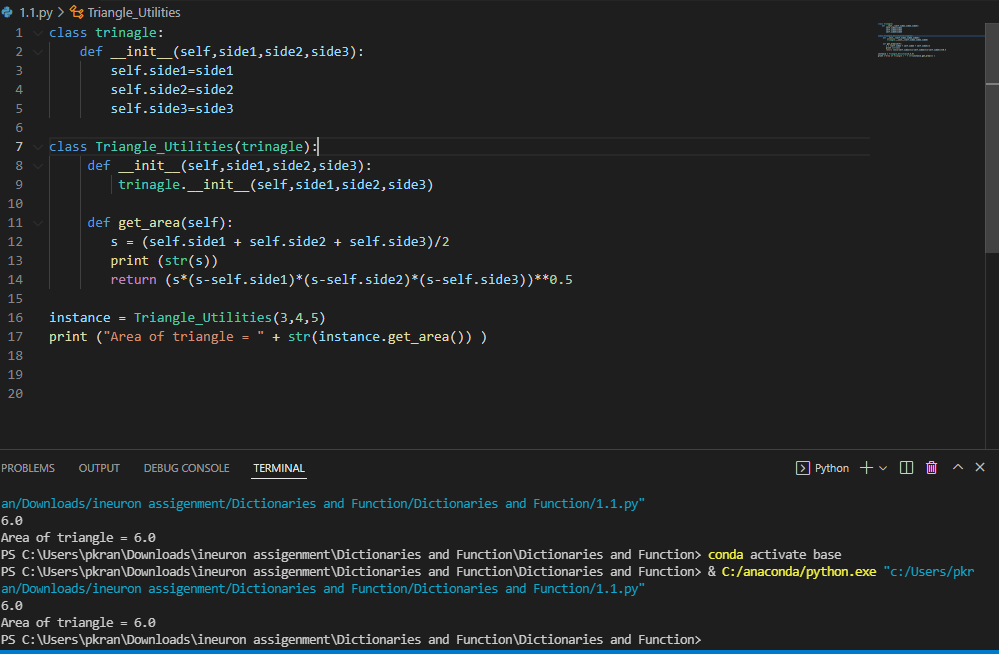 1.1.py > Triangle_Utilities
1 class trinagle:
2     def __init__(self,side1,side2,side3):
3         self.side1=side1
4         self.side2=side2
5         self.side3=side3
6
7 class Triangle_Utilities(trinagle):
8      def __init__(self,side1,side2,side3):
9          trinagle.__init__(self,side1,side2,side3)
10
11      def get_area(self):
12         s = (self.side1 + self.side2 + self.side3)/2
13         print (str(s))
14         return (s*(s-self.side1)*(s-self.side2)*(s-self.side3))**0.5
15
16 instance = Triangle_Utilities(3,4,5)
17 print ("Area of triangle = " + str(instance.get_area()) )
18
19
20
PROBLEMS OUTPUT DEBUG CONSOLE TERMINAL Python
an/Downloads/ineuron assigenment/Dictionaries and Function/Dictionaries and Function/1.1.py"
6.0
Area of triangle = 6.0
PS C:\Users\pkran\Downloads\ineuron assigenment\Dictionaries and Function\Dictionaries and Function> conda activate base
PS C:\Users\pkran\Downloads\ineuron assigenment\Dictionaries and Function\Dictionaries and Function> & C:/anaconda/python.exe "c:/Users/pkr
an/Downloads/ineuron assigenment/Dictionaries and Function/Dictionaries and Function/1.1.py"
6.0
Area of triangle = 6.0
PS C:\Users\pkran\Downloads\ineuron assigenment\Dictionaries and Function\Dictionaries and Function>